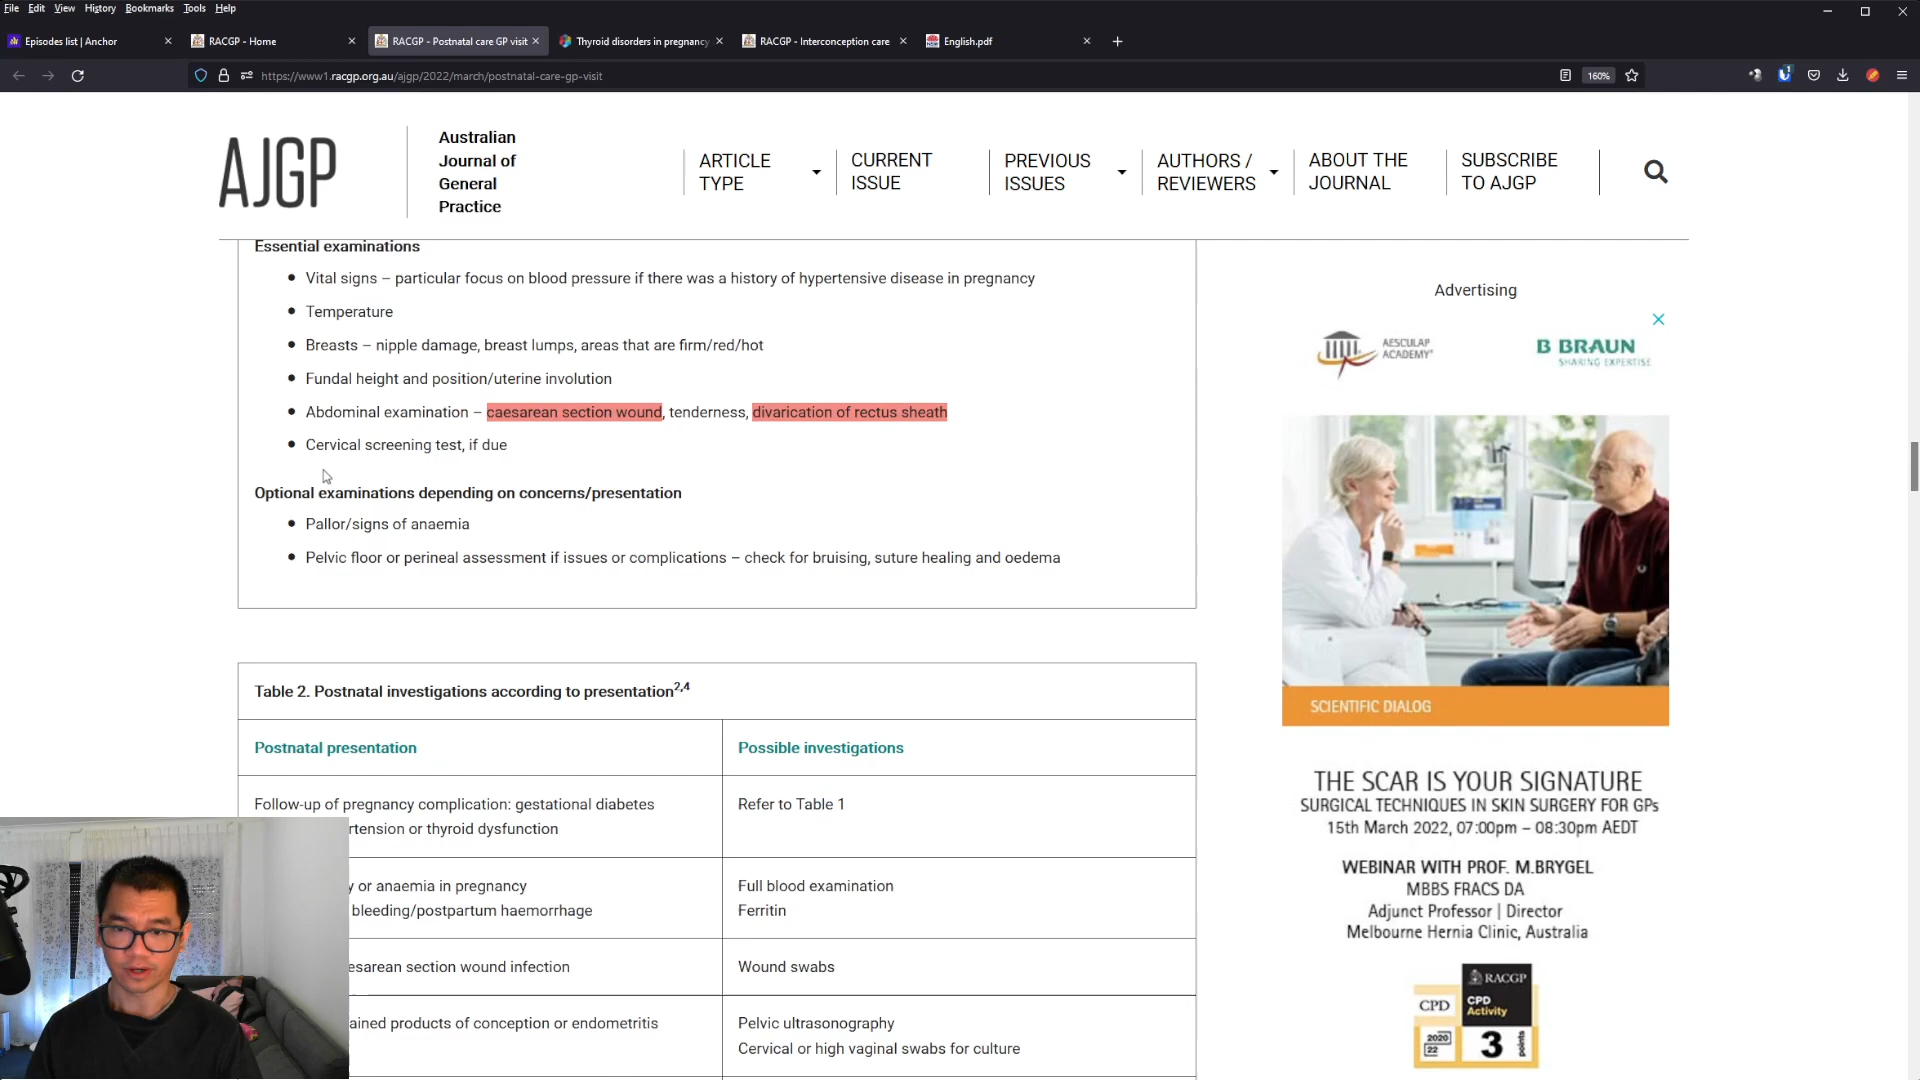 File Edit View History Bookmarks Tools Help
Episodes list | Anchor
RACGP - Home
RACGP - Postnatal care GP visit
Thyroid disorders in pregnancy
RACGP - Interconception care
English.pdf
https://www1.racgp.org.au/ajgp/2022/march/postnatal-care-gp-visit
160%
AJGP
Australian
Journal of
General
Practice
ARTICLE
TYPE
CURRENT
ISSUE
PREVIOUS
ISSUES
AUTHORS /
REVIEWERS
ABOUT THE
JOURNAL
SUBSCRIBE
TO AJGP
Essential examinations
Vital signs – particular focus on blood pressure if there was a history of hypertensive disease in pregnancy
Temperature
Breasts – nipple damage, breast lumps, areas that are firm/red/hot
Fundal height and position/uterine involution
Abdominal examination – caesarean section wound, tenderness, divarication of rectus sheath
Cervical screening test, if due
Optional examinations depending on concerns/presentation
Pallor/signs of anaemia
Pelvic floor or perineal assessment if issues or complications – check for bruising, suture healing and oedema
Table 2. Postnatal investigations according to presentation2,4
Postnatal presentation
Possible investigations
Follow-up of pregnancy complication: gestational diabetes
rtension or thyroid dysfunction
Refer to Table 1
y or anaemia in pregnancy
bleeding/postpartum haemorrhage
Full blood examination
Ferritin
esarean section wound infection
Wound swabs
ained products of conception or endometritis
Pelvic ultrasonography
Cervical or high vaginal swabs for culture
Advertising
AESCULAP
ACADEMY
B BRAUN
SHARING EXPERTISE
SCIENTIFIC DIALOG
THE SCAR IS YOUR SIGNATURE
SURGICAL TECHNIQUES IN SKIN SURGERY FOR GPs
15th March 2022, 07:00pm – 08:30pm AEDT
WEBINAR WITH PROF. M.BRYGEL
MBBS FRACS DA
Adjunct Professor | Director
Melbourne Hernia Clinic, Australia
RACGP
CPD
CPD
Activity
2020
22
3
points